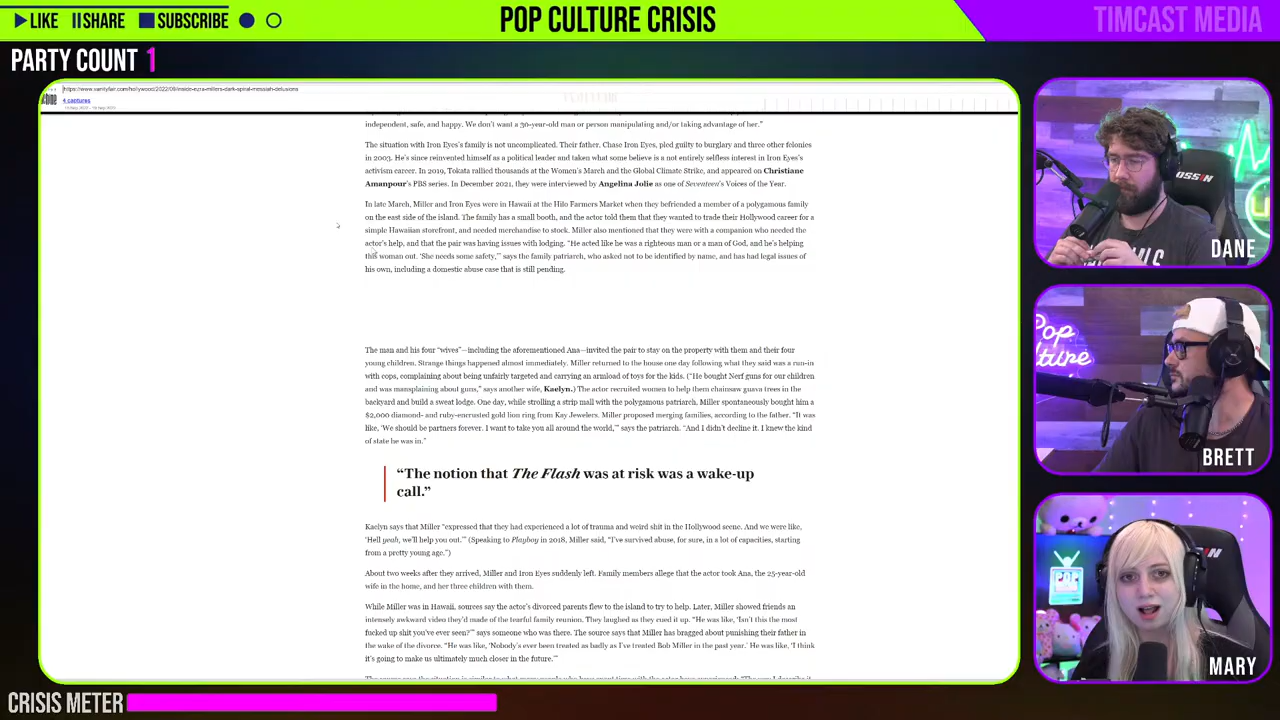 LIKE SHARE SUBSCRIBE
POP CULTURE CRISIS
TIMCAST MEDIA
PARTY COUNT 1
https://www.vanityfair.com/hollywood/2022/09/inside-ezra-millers-dark-spiral-messiah-delusions
4 captures
independent, safe, and happy. We don't want a 30-year-old man or person manipulating and/or taking advantage of her."
The situation with Iron Eyes's family is not uncomplicated. Their father, Chase Iron Eyes, pled guilty to burglary and three other felonies
in 2003. He's since reinvented himself as a political leader and taken what some believe is a not entirely selfless interest in Iron Eyes's
activism career. In 2019, Tokata rallied thousands at the Women's March and the Global Climate Strike, and appeared on Christiane
Amanpour's PBS series. In December 2021, they were interviewed by Angelina Jolie as one of Seventeen's Voices of the Year.
In late March, Miller and Iron Eyes were in Hawaii at the Hilo Farmers Market when they befriended a member of a polygamous family
on the east side of the island. The family has a small booth, and the actor told them that they wanted to trade their Hollywood career for a
simple Hawaiian storefront, and needed merchandise to stock. Miller also mentioned that they were with a companion who needed the
actor's help, and that the pair was having issues with lodging. "He acted like he was a righteous man or a man of God, and he's helping
this woman out. 'She needs some safety,'" says the family patriarch, who asked not to be identified by name, and has had legal issues of
his own, including a domestic abuse case that is still pending.
The man and his four "wives"—including the aforementioned Ana—invited the pair to stay on the property with them and their four
young children. Strange things happened almost immediately. Miller returned to the house one day following what they said was a run-in
with cops, complaining about being unfairly targeted and carrying an armload of toys for the kids. ("He bought Nerf guns for our children
and was mansplaining about guns," says another wife, Kaelyn.) The actor recruited women to help them chainsaw guava trees in the
backyard and build a sweat lodge. One day, while strolling a strip mall with the polygamous patriarch, Miller spontaneously bought him a
$2,000 diamond- and ruby-encrusted gold lion ring from Kay Jewelers. Miller proposed merging families, according to the father. "It was
like, 'We should be partners forever. I want to take you all around the world,'" says the patriarch. "And I didn't decline it. I knew the kind
of state he was in."
"The notion that The Flash was at risk was a wake-up
call."
Kaelyn says that Miller "expressed that they had experienced a lot of trauma and weird shit in the Hollywood scene. And we were like,
'Hell yeah, we'll help you out.'" (Speaking to Playboy in 2018, Miller said, "I've survived abuse, for sure, in a lot of capacities, starting
from a pretty young age.")
About two weeks after they arrived, Miller and Iron Eyes suddenly left. Family members allege that the actor took Ana, the 25-year-old
wife in the home, and her three children with them.
While Miller was in Hawaii, sources say the actor's divorced parents flew to the island to try to help. Later, Miller showed friends an
intensely awkward video they'd made of the tearful family reunion. They laughed as they cued it up. "He was like, 'Isn't this the most
fucked up shit you've ever seen?'" says someone who was there. The source says that Miller has bragged about punishing their father in
the wake of the divorce. "He was like, 'Nobody's ever been treated as badly as I've treated Bob Miller in the past year.' He was like, 'I think
it's going to make us ultimately much closer in the future.'"
DANE
Pop
Culture
BRETT
MARY
CRISIS METER